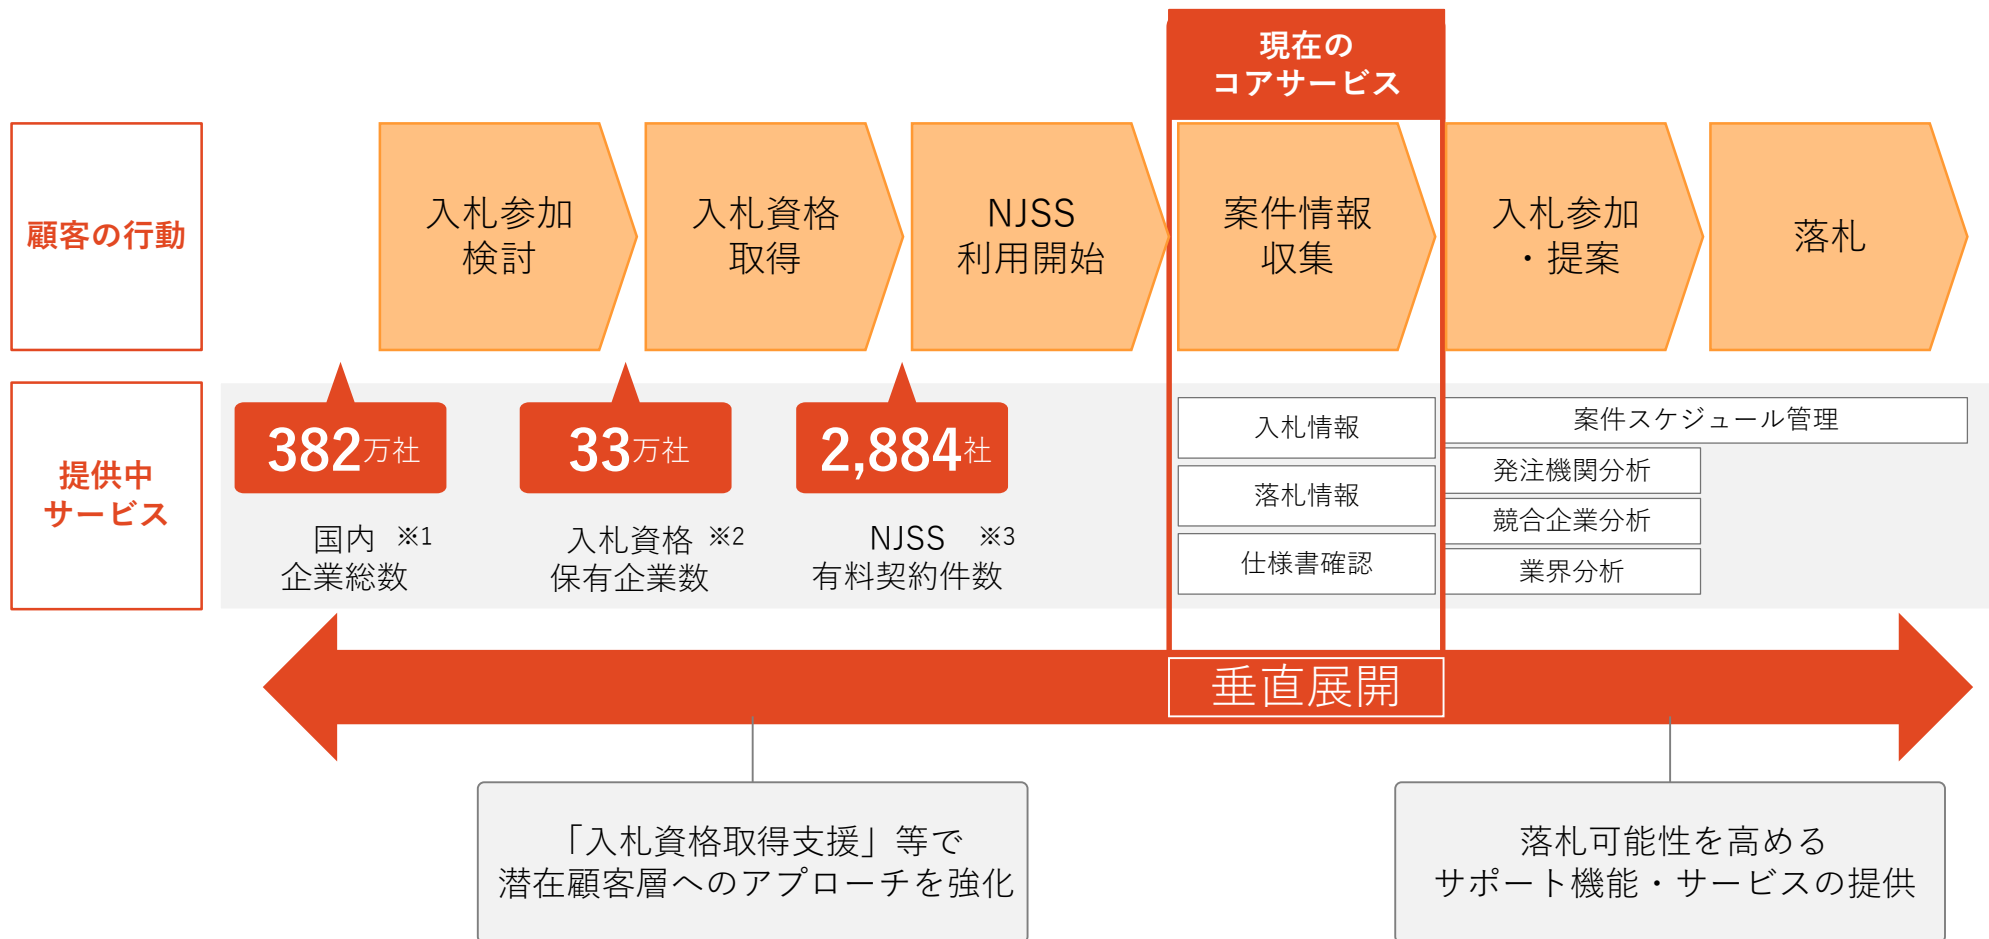 現在の
コアサービス
顧客の行動
入札参加
検討
入札資格
取得
NJSS
利用開始
案件情報
収集
入札参加
・提案
落札
提供中
サービス
382万社
国内 ※1
企業総数
33万社
入札資格 ※2
保有企業数
2,884社
NJSS ※3
有料契約件数
入札情報
落札情報
仕様書確認
案件スケジュール管理
発注機関分析
競合企業分析
業界分析
垂直展開
「入札資格取得支援」等で
潜在顧客層へのアプローチを強化
落札可能性を高める
サポート機能・サービスの提供